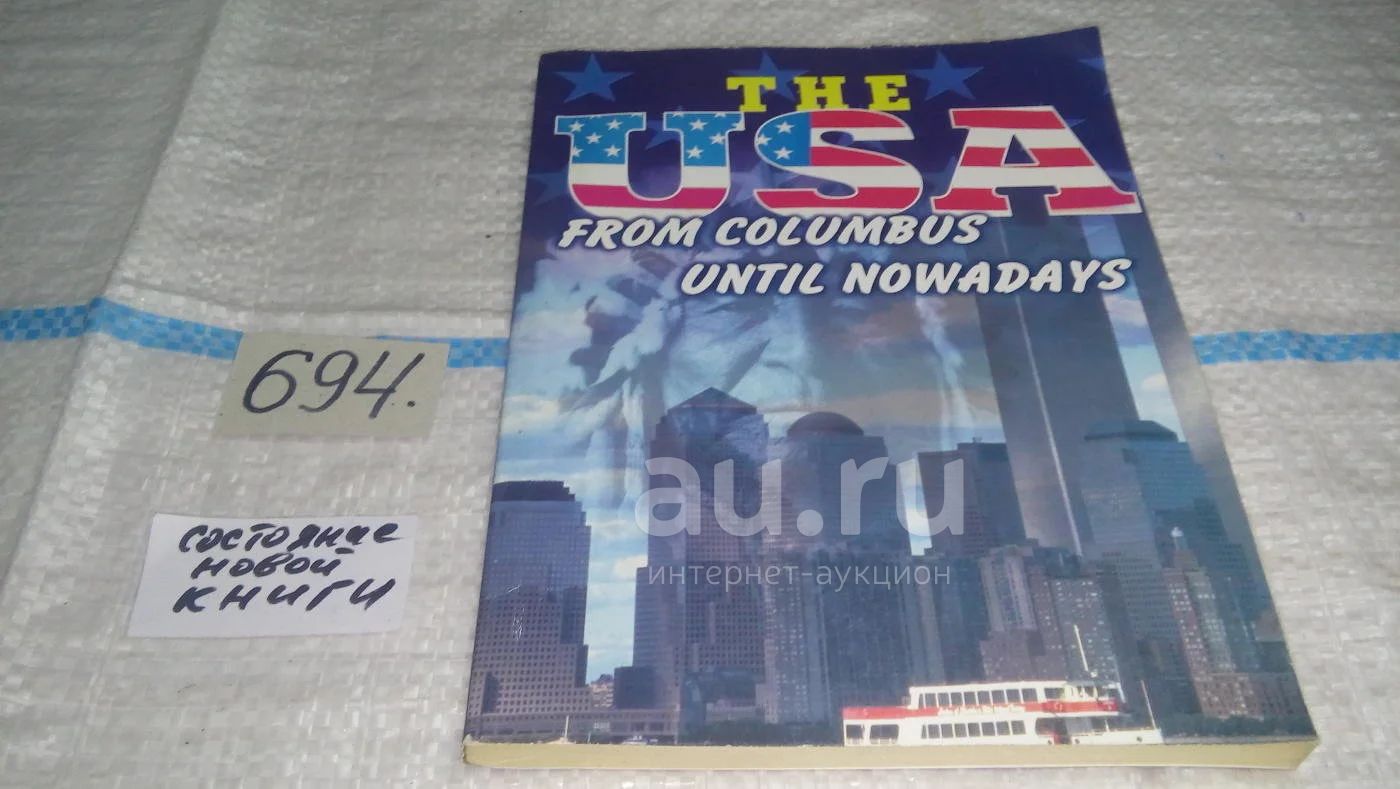 THE
USA
FROM COLUMBUS
UNTIL NOWADAYS
694.
состояние
новой
книги
au.ru
интернет-аукцион